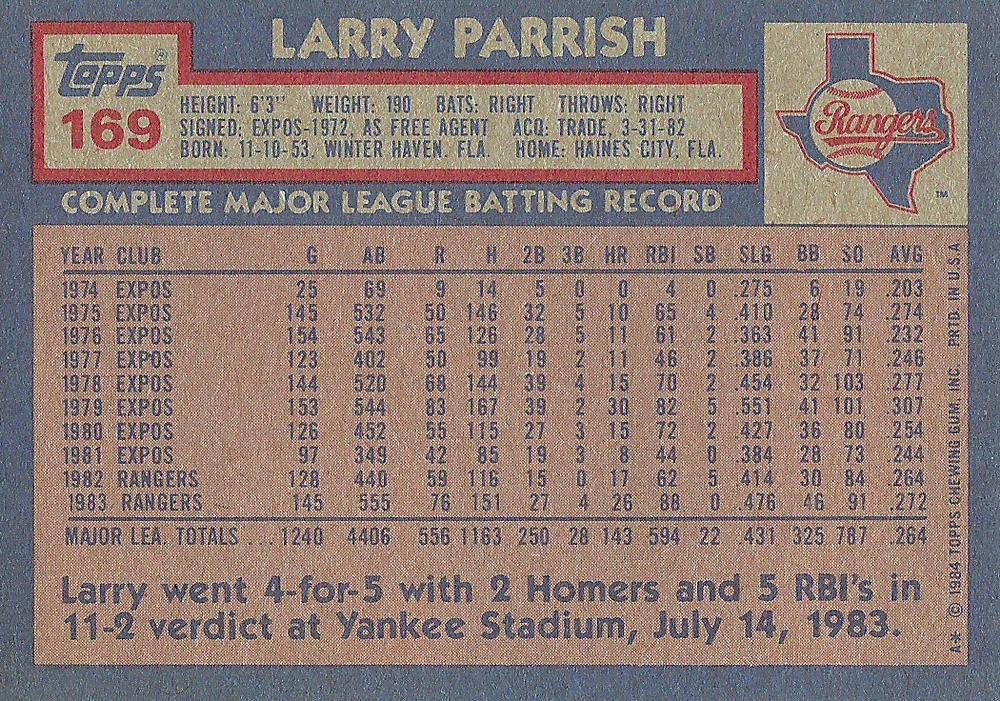 LARRY PARRISH
Topps®
169
HEIGHT: 6'3" WEIGHT: 190 BATS: RIGHT THROWS: RIGHT
SIGNED: EXPOS-1972, AS FREE AGENT ACQ: TRADE, 3-31-82
BORN: 11-10-53, WINTER HAVEN, FLA. HOME: HAINES CITY, FLA.
Rangers
TM
COMPLETE MAJOR LEAGUE BATTING RECORD
YEAR CLUB G AB R H 2B 3B HR RBI SB SLG BB SO AVG
1974 EXPOS 25 69 9 14 5 0 0 4 0 .275 6 19 .203
1975 EXPOS 145 532 50 146 32 5 10 65 4 .410 28 74 .274
1976 EXPOS 154 543 65 126 28 5 11 61 2 .363 41 91 .232
1977 EXPOS 123 402 50 99 19 2 11 46 2 .386 37 71 .246
1978 EXPOS 144 520 68 144 39 4 15 70 2 .454 32 103 .277
1979 EXPOS 153 544 83 167 39 2 30 82 5 .551 41 101 .307
1980 EXPOS 126 452 55 115 27 3 15 72 2 .427 36 80 .254
1981 EXPOS 97 349 42 85 19 3 8 44 0 .384 28 73 .244
1982 RANGERS 128 440 59 116 15 0 17 62 5 .414 30 84 .264
1983 RANGERS 145 555 76 151 27 4 26 88 0 .476 46 91 .272
MAJOR LEA. TOTALS ... 1240 4406 556 1163 250 28 143 594 22 .431 325 787 .264
Larry went 4-for-5 with 2 Homers and 5 RBI's in
11-2 verdict at Yankee Stadium, July 14, 1983.
A✻ © 1984 TOPPS CHEWING GUM, INC. PRTD. IN U.S.A.